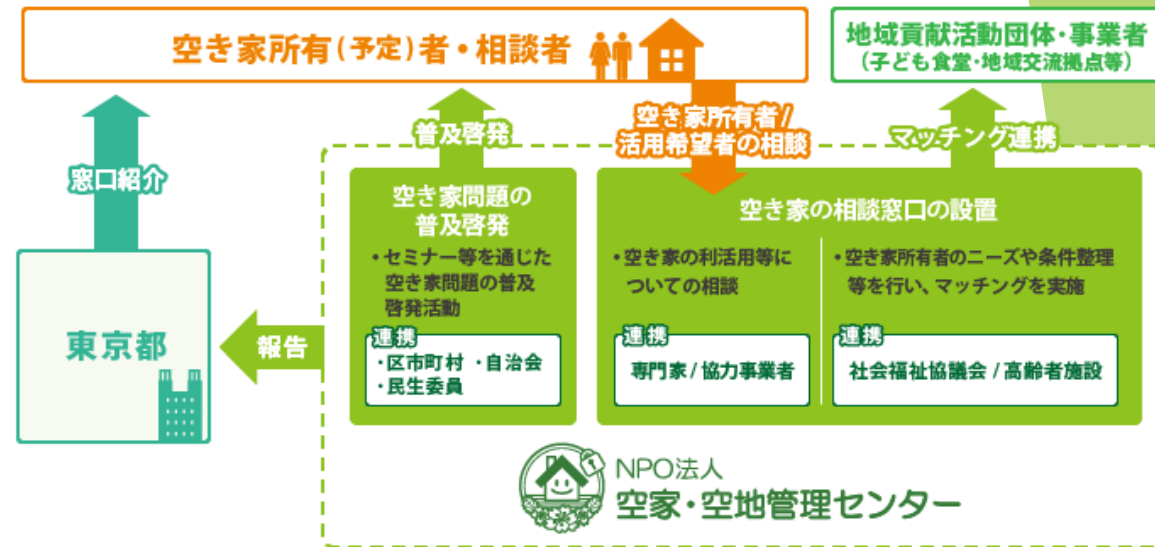 空き家所有(予定)者・相談者
地域貢献活動団体・事業者
(子ども食堂・地域交流拠点等)
窓口紹介
普及啓発
空き家所有者/
活用希望者の相談
マッチング連携
東京都
報告
空き家問題の
普及啓発
・セミナー等を通じた
空き家問題の普及
啓発活動
連携
・区市町村 ・自治会
・民生委員
空き家の相談窓口の設置
・空き家の利活用等に
ついての相談
連携
専門家/協力事業者
・空き家所有者のニーズや条件整理
等を行い、マッチングを実施
連携
社会福祉協議会/高齢者施設
NPO法人
空家・空地管理センター